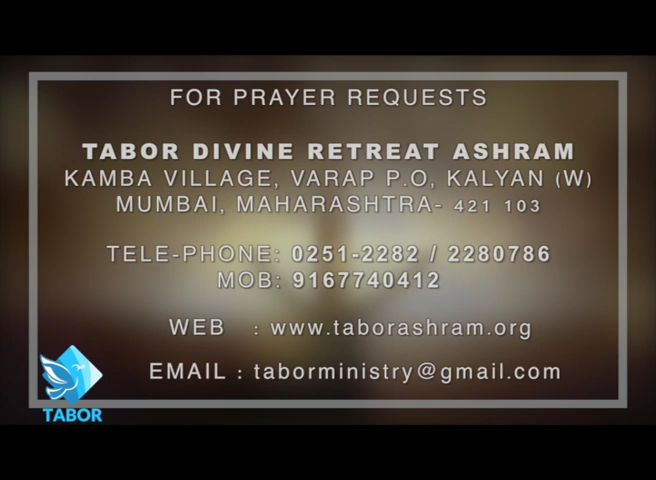 FOR PRAYER REQUESTS
TABOR DIVINE RETREAT ASHRAM
KAMBA VILLAGE, VARAP P.O, KALYAN (W)
MUMBAI, MAHARASHTRA- 421 103
TELE-PHONE: 0251-2282 / 2280786
MOB: 9167740412
WEB : www.taborashram.org
EMAIL : taborministry@gmail.com
TABOR